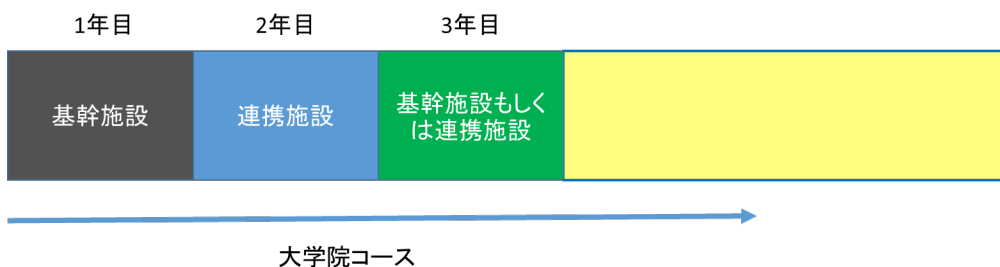 1年目
2年目
3年目
基幹施設
連携施設
基幹施設もしく
は連携施設
大学院コース